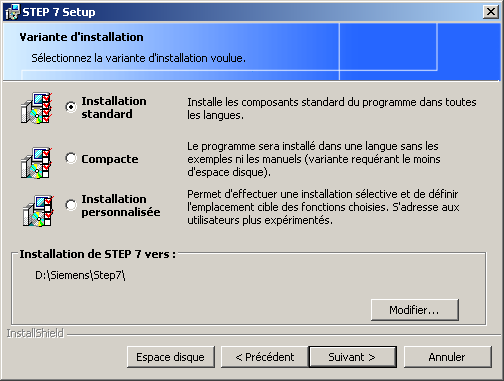 STEP 7 Setup
Variante d'installation
Sélectionnez la variante d'installation voulue.
Installation
standard
Installe les composants standard du programme dans toutes
les langues.
Compacte
Le programme sera installé dans une langue sans les
exemples ni les manuels (variante requérant le moins
d'espace disque).
Installation
personnalisée
Permet d'effectuer une installation sélective et de définir
l'emplacement cible des fonctions choisies. S'adresse aux
utilisateurs plus expérimentés.
Installation de STEP 7 vers :
D:\Siemens\Step7\
Modifier...
InstallShield
Espace disque
< Précédent
Suivant >
Annuler